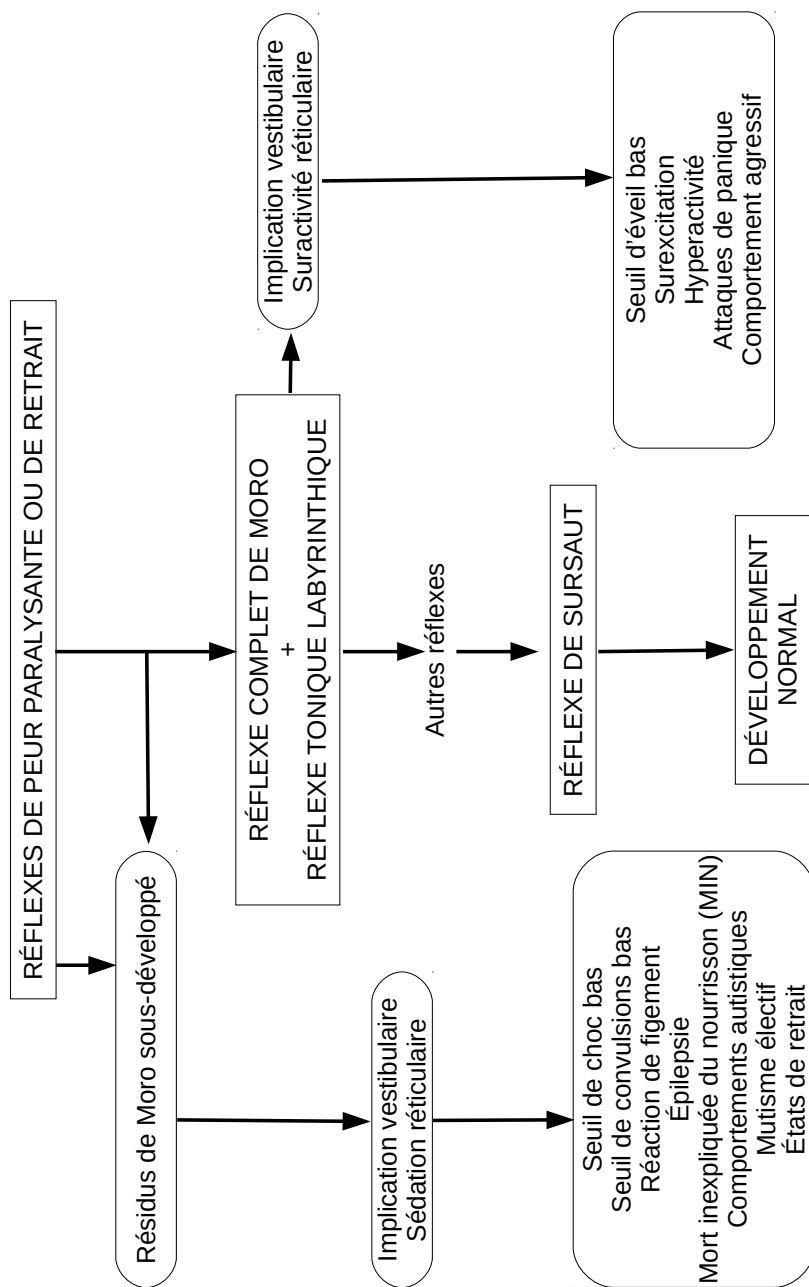 RÉFLEXES DE PEUR PARALYSANTE OU DE RETRAIT
Résidus de Moro sous-développé
RÉFLEXE COMPLET DE MORO
+
RÉFLEXE TONIQUE LABYRINTHIQUE
Implication vestibulaire
Suractivité réticulaire
Implication vestibulaire
Sédation réticulaire
Autres réflexes
RÉFLEXE DE SURSAUT
DÉVELOPPEMENT
NORMAL
Seuil de choc bas
Seuil de convulsions bas
Réaction de figement
Épilepsie
Mort inexpliquée du nourrisson (MIN)
Comportements autistiques
Mutisme électif
États de retrait
Seuil d'éveil bas
Surexcitation
Hyperactivité
Attaques de panique
Comportement agressif